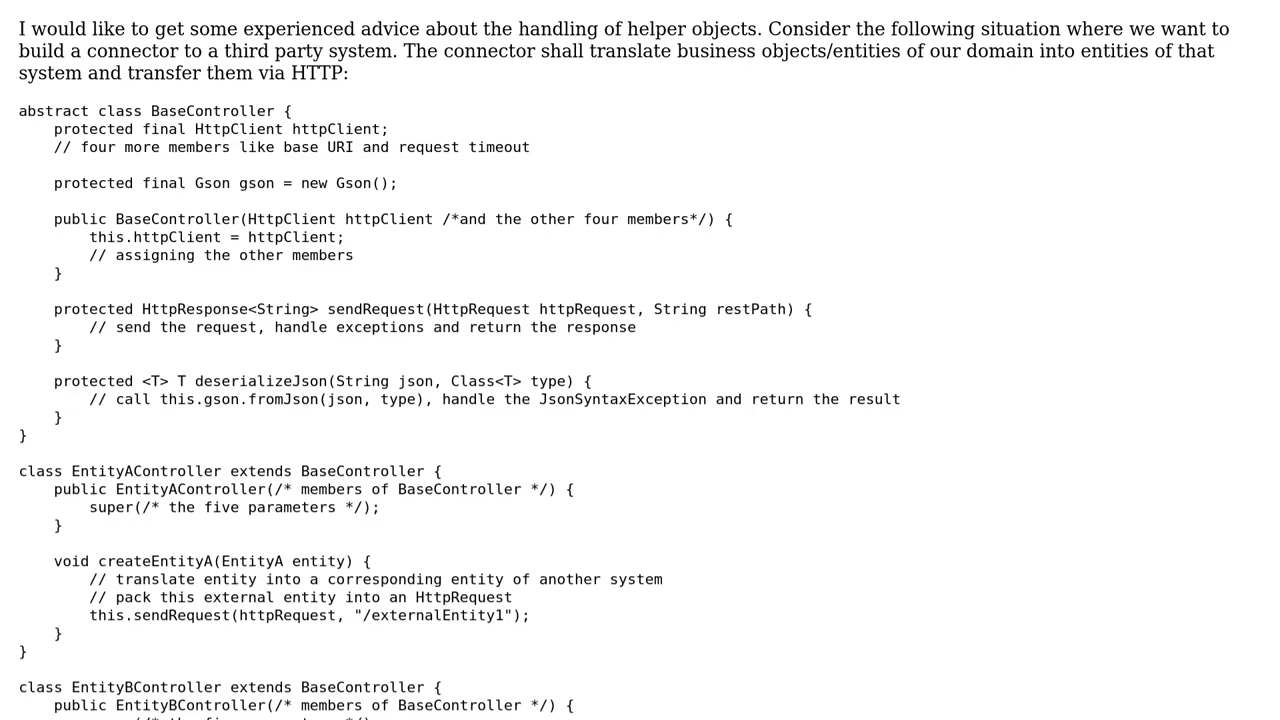 I would like to get some experienced advice about the handling of helper objects. Consider the following situation where we want to
build a connector to a third party system. The connector shall translate business objects/entities of our domain into entities of that
system and transfer them via HTTP:
abstract class BaseController {
    protected final HttpClient httpClient;
    // four more members like base URI and request timeout
    protected final Gson gson = new Gson();
    public BaseController(HttpClient httpClient /*and the other four members*/) {
        this.httpClient = httpClient;
        // assigning the other members
    }
    protected HttpResponse<String> sendRequest(HttpRequest httpRequest, String restPath) {
        // send the request, handle exceptions and return the response
    }
    protected <T> T deserializeJson(String json, Class<T> type) {
        // call this.gson.fromJson(json, type), handle the JsonSyntaxException and return the result
    }
}
class EntityAController extends BaseController {
    public EntityAController(/* members of BaseController */) {
        super(/* the five parameters */);
    }
    void createEntityA(EntityA entity) {
        // translate entity into a corresponding entity of another system
        // pack this external entity into an HttpRequest
        this.sendRequest(httpRequest, "/externalEntity1");
    }
}
class EntityBController extends BaseController {
    public EntityBController(/* members of BaseController */) {